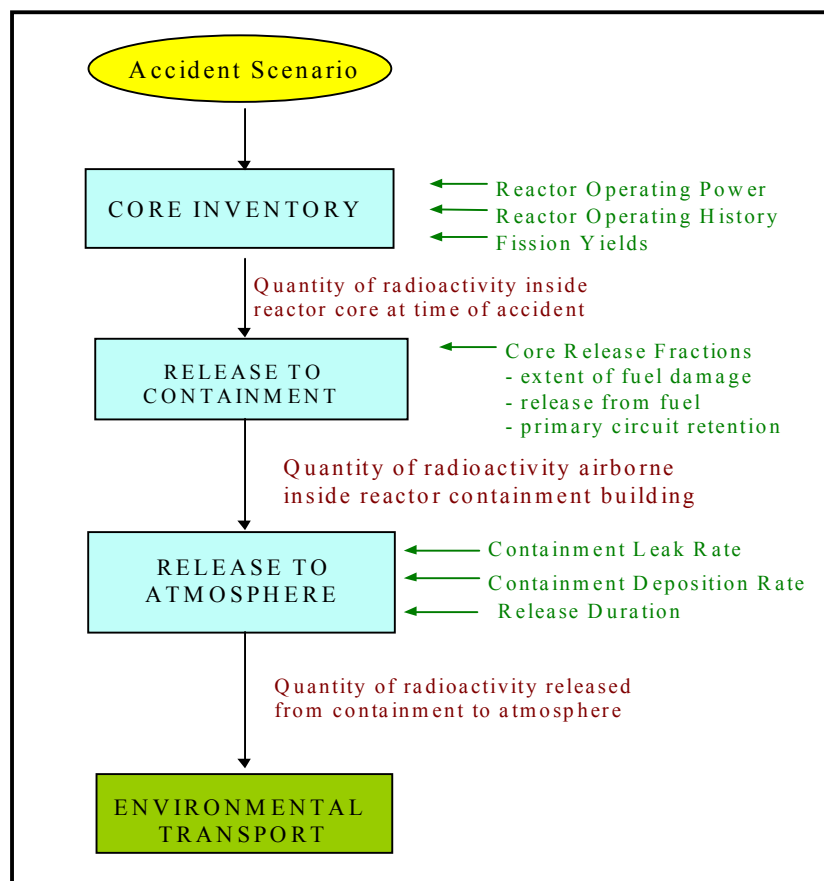 Accident Scenario
CORE INVENTORY
Reactor Operating Power
Reactor Operating History
Fission Yields
Quantity of radioactivity inside
reactor core at time of accident
RELEASE TO
CONTAINMENT
Core Release Fractions
- extent of fuel damage
- release from fuel
- primary circuit retention
Quantity of radioactivity airborne
inside reactor containment building
RELEASE TO
ATMOSPHERE
Containment Leak Rate
Containment Deposition Rate
Release Duration
Quantity of radioactivity released
from containment to atmosphere
ENVIRONMENTAL
TRANSPORT